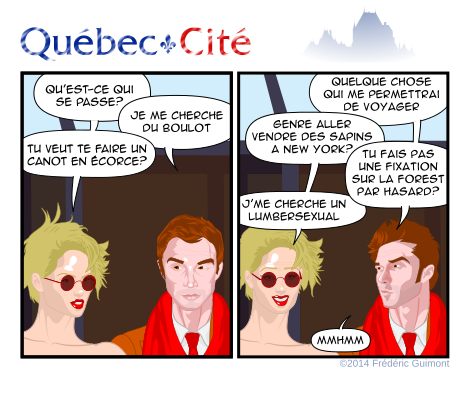 Québec⚜Cité
QU'EST-CE QUI
SE PASSE?
JE ME CHERCHE
DU BOULOT
TU VEUT TE FAIRE UN
CANOT EN ÉCORCE?
QUELQUE CHOSE
QUI ME PERMETTRAI
DE VOYAGER
GENRE ALLER
VENDRE DES SAPINS
A NEW YORK?
TU FAIS PAS
UNE FIXATION
SUR LA FOREST
PAR HASARD?
J'ME CHERCHE UN
LUMBERSEXUAL
MMHMM
©2014 Frédéric Guimont